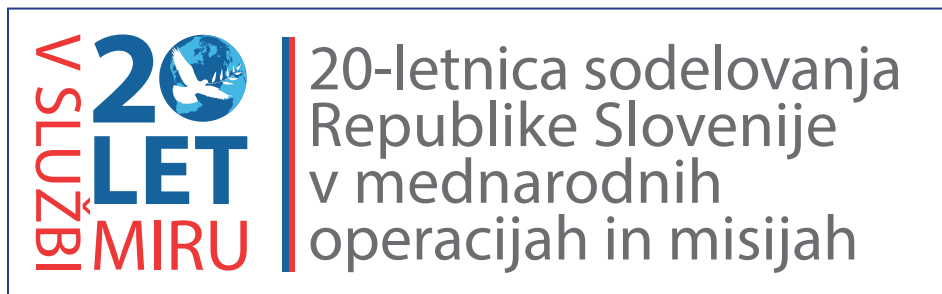 V SLUŽBI
20
LET
MIRU
20-letnica sodelovanja
Republike Slovenije
v mednarodnih
operacijah in misijah